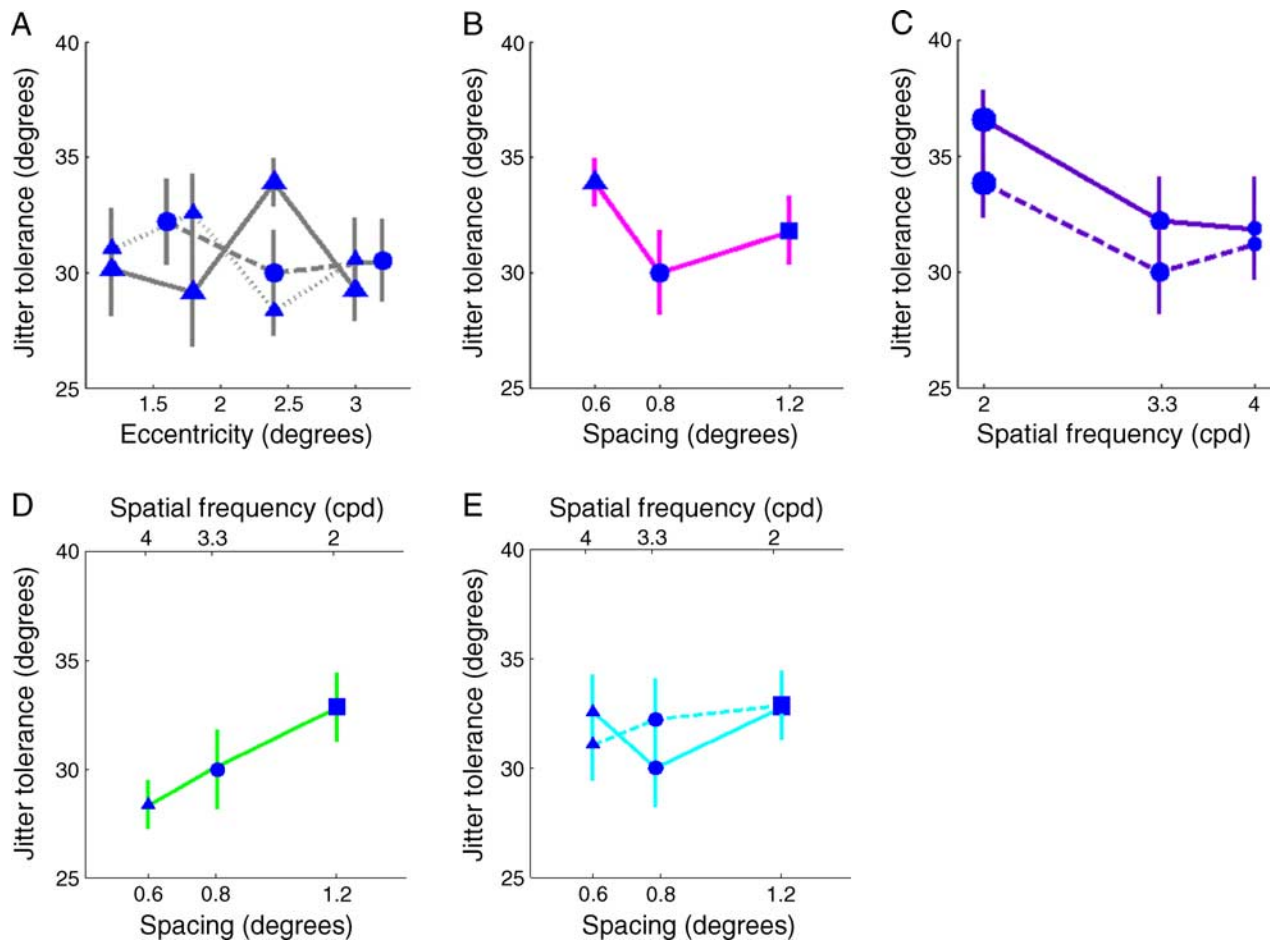 A
40
35
30
25
Jitter tolerance (degrees)
1.5 2 2.5 3
Eccentricity (degrees)
B
40
35
30
25
Jitter tolerance (degrees)
0.6 0.8 1.2
Spacing (degrees)
C
40
35
30
25
Jitter tolerance (degrees)
2 3.3 4
Spatial frequency (cpd)
D
Spatial frequency (cpd)
4 3.3 2
40
35
30
25
Jitter tolerance (degrees)
0.6 0.8 1.2
Spacing (degrees)
E
Spatial frequency (cpd)
4 3.3 2
40
35
30
25
Jitter tolerance (degrees)
0.6 0.8 1.2
Spacing (degrees)